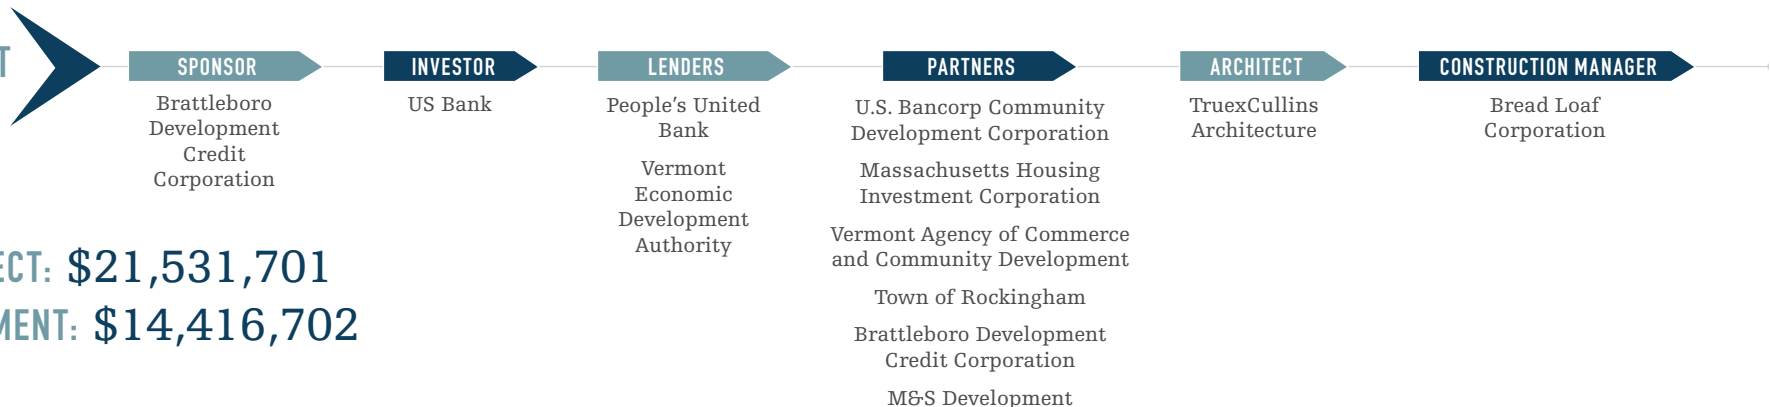 T
SPONSOR
Brattleboro
Development
Credit
Corporation
INVESTOR
US Bank
LENDERS
People's United
Bank
Vermont
Economic
Development
Authority
PARTNERS
U.S. Bancorp Community
Development Corporation
Massachusetts Housing
Investment Corporation
Vermont Agency of Commerce
and Community Development
Town of Rockingham
Brattleboro Development
Credit Corporation
M&S Development
ARCHITECT
TruexCullins
Architecture
CONSTRUCTION MANAGER
Bread Loaf
Corporation
ECT: $21,531,701
MENT: $14,416,702